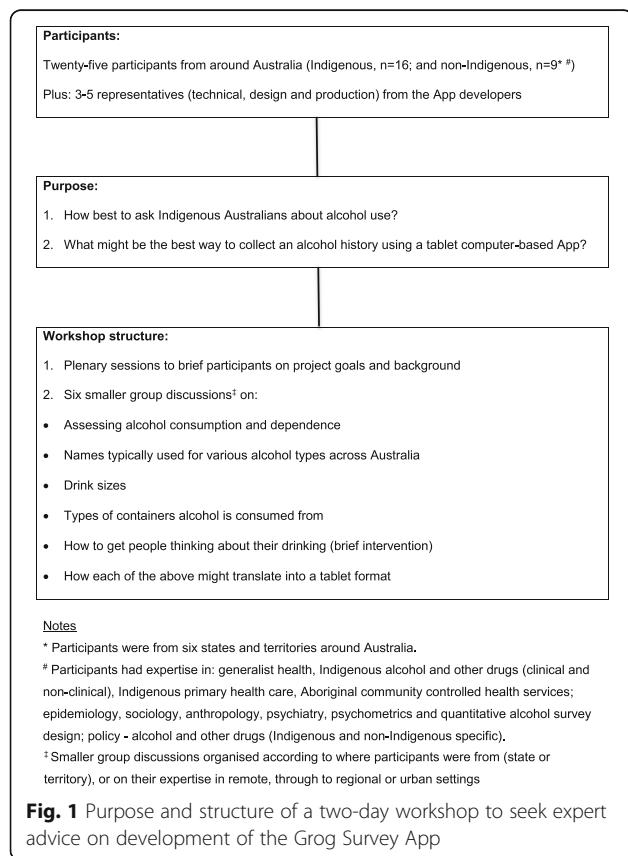 Participants:
Twenty-five participants from around Australia (Indigenous, n=16; and non-Indigenous, n=9* #)
Plus: 3-5 representatives (technical, design and production) from the App developers
Purpose:
1. How best to ask Indigenous Australians about alcohol use?
2. What might be the best way to collect an alcohol history using a tablet computer-based App?
Workshop structure:
1. Plenary sessions to brief participants on project goals and background
2. Six smaller group discussions‡ on:
• Assessing alcohol consumption and dependence
• Names typically used for various alcohol types across Australia
• Drink sizes
• Types of containers alcohol is consumed from
• How to get people thinking about their drinking (brief intervention)
• How each of the above might translate into a tablet format
Notes
* Participants were from six states and territories around Australia.
# Participants had expertise in: generalist health, Indigenous alcohol and other drugs (clinical and
non-clinical), Indigenous primary health care, Aboriginal community controlled health services;
epidemiology, sociology, anthropology, psychiatry, psychometrics and quantitative alcohol survey
design; policy - alcohol and other drugs (Indigenous and non-Indigenous specific).
‡ Smaller group discussions organised according to where participants were from (state or
territory), or on their expertise in remote, through to regional or urban settings
Fig. 1 Purpose and structure of a two-day workshop to seek expert
advice on development of the Grog Survey App